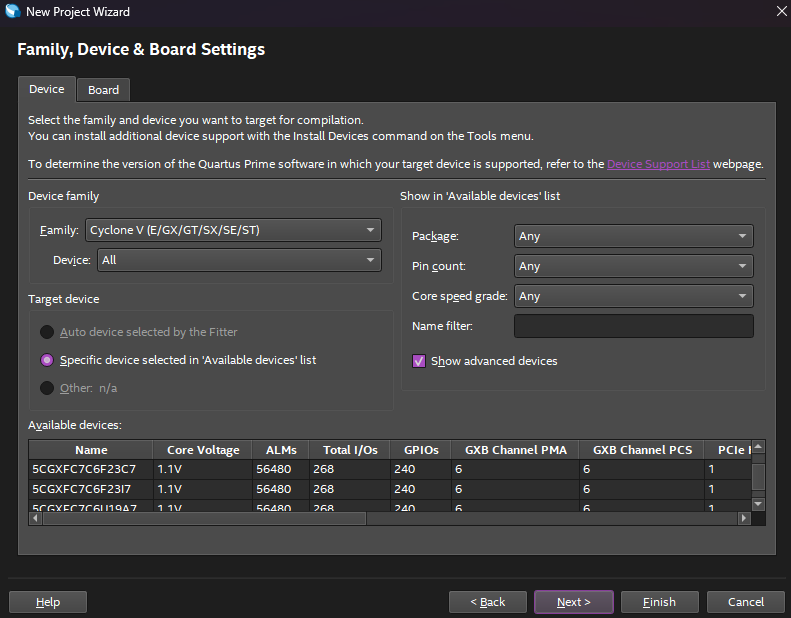 New Project Wizard
Family, Device & Board Settings
Device Board
Select the family and device you want to target for compilation.
You can install additional device support with the Install Devices command on the Tools menu.
To determine the version of the Quartus Prime software in which your target device is supported, refer to the Device Support List webpage.
Device family
Family: Cyclone V (E/GX/GT/SX/SE/ST)
Device: All
Target device
Auto device selected by the Fitter
Specific device selected in 'Available devices' list
Other: n/a
Show in 'Available devices' list
Package: Any
Pin count: Any
Core speed grade: Any
Name filter:
Show advanced devices
Available devices:
Name Core Voltage ALMs Total I/Os GPIOs GXB Channel PMA GXB Channel PCS PCIe
5CGXFC7C6F23C7 1.1V 56480 268 240 6 6 1
5CGXFC7C6F23I7 1.1V 56480 268 240 6 6 1
5CGXFC7C6U19A7 1.1V 56480 268 240 6 6 1
Help < Back Next > Finish Cancel